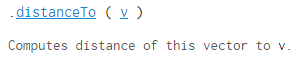 .distanceTo ( v )
Computes distance of this vector to v.